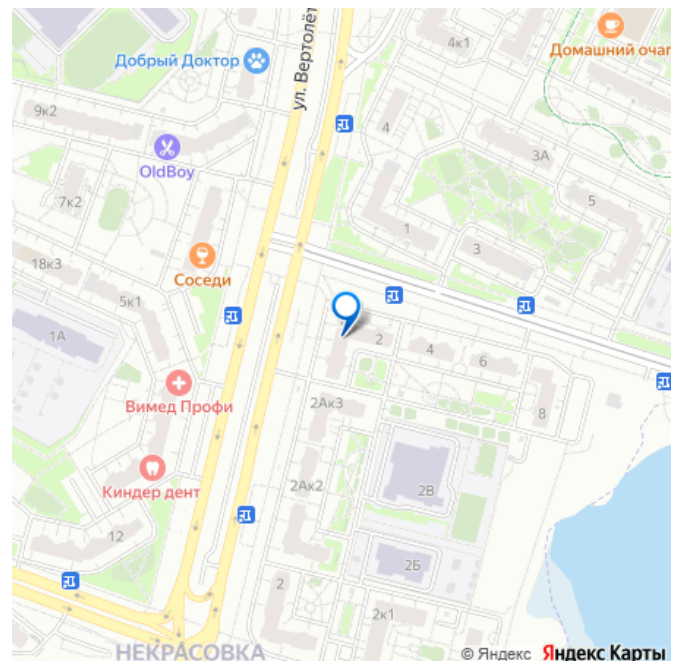 4к1
Домашний очаг
Добрый Доктор
ул. Вертолёт
9к2
4
3А
OldBoy
5
7к2
1
3
18к3
Соседи
5к1
1А
2
4
6
Вимед Профи
2Ак3
8
Киндер дент
2Ак2
2В
12
2Б
2
2к1
НЕКРАСОВКА
© Яндекс Яндекс Карты